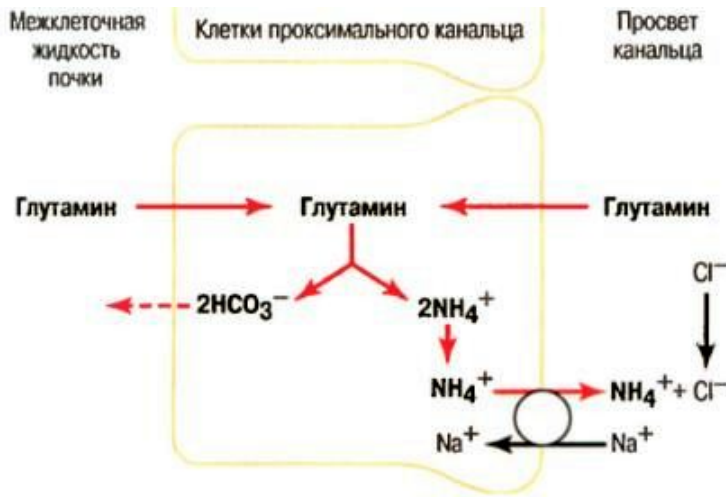 Межклеточная
жидкость
почки
Клетки проксимального канальца
Просвет
канальца
Глутамин
Глутамин
Глутамин
Cl⁻
2HCO₃⁻
2NH₄⁺
NH₄⁺
NH₄⁺ + Cl⁻
Na⁺
Na⁺